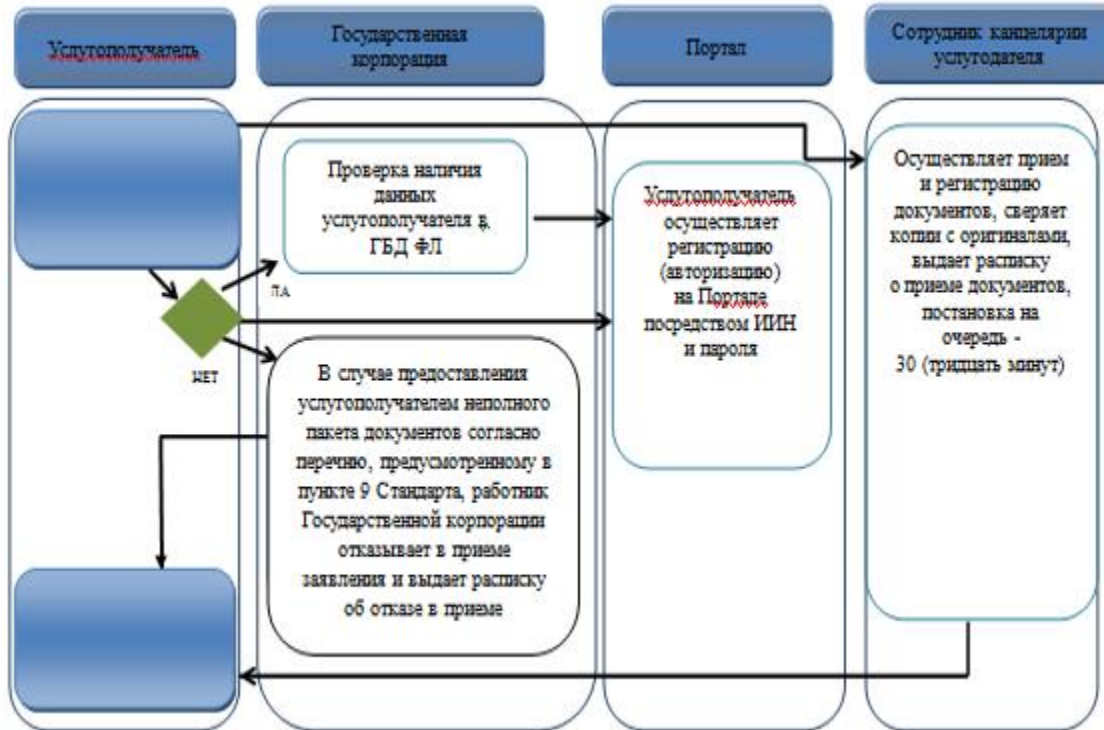 Услугополучатель
Государственная
корпорация
Портал
Сотрудник канцелярии
услугодателя
Проверка наличия
данных
услугополучателя в
ГБД ФЛ
ДА
НЕТ
В случае предоставления
услугополучателем неполного
пакета документов согласно
перечню, предусмотренному в
пункте 9 Стандарта, работник
Государственной корпорации
отказывает в приеме
заявления и выдает расписку
об отказе в приеме
Услугополучатель
осуществляет
регистрацию
(авторизацию)
на Портале
посредством ИИН
и пароля
Осуществляет прием
и регистрацию
документов, сверяет
копии с оригиналами,
выдает расписку
о приеме документов,
постановка на
очередь -
30 (тридцать минут)